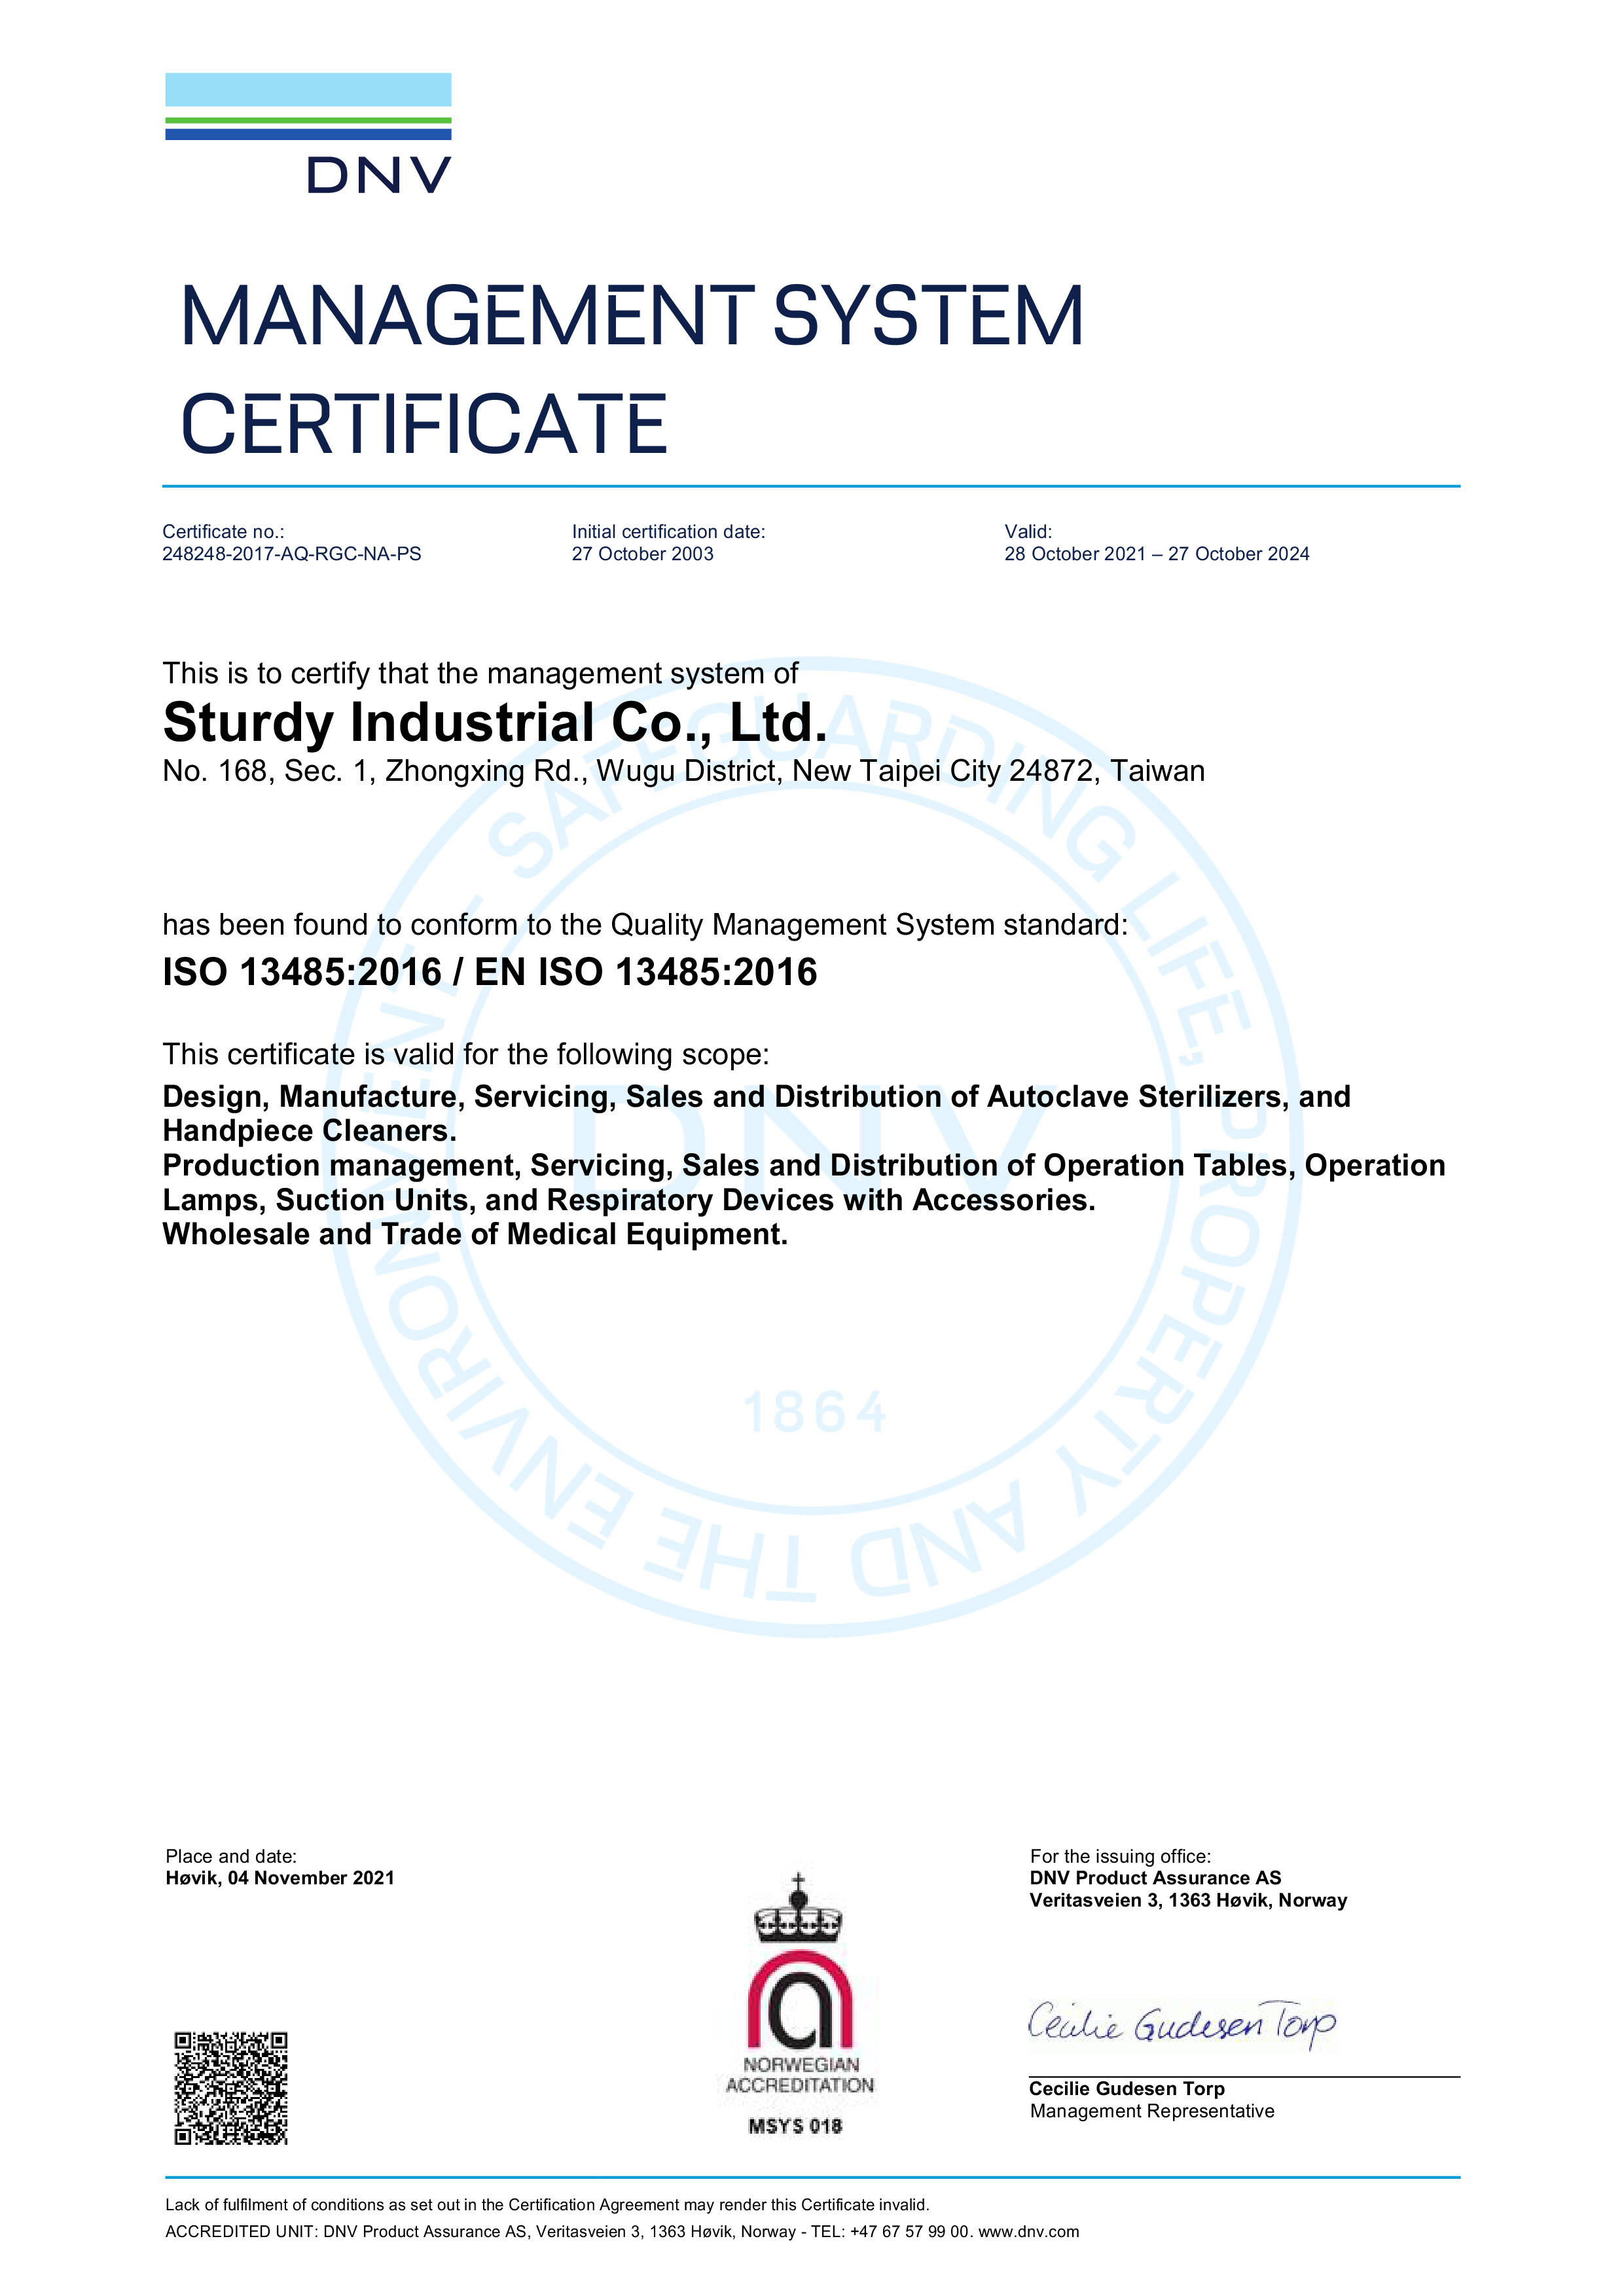 DNV
MANAGEMENT SYSTEM
CERTIFICATE
Certificate no.:
248248-2017-AQ-RGC-NA-PS
Initial certification date:
27 October 2003
Valid:
28 October 2021 – 27 October 2024
This is to certify that the management system of
Sturdy Industrial Co., Ltd.
No. 168, Sec. 1, Zhongxing Rd., Wugu District, New Taipei City 24872, Taiwan
has been found to conform to the Quality Management System standard:
ISO 13485:2016 / EN ISO 13485:2016
This certificate is valid for the following scope:
Design, Manufacture, Servicing, Sales and Distribution of Autoclave Sterilizers, and
Handpiece Cleaners.
Production management, Servicing, Sales and Distribution of Operation Tables, Operation
Lamps, Suction Units, and Respiratory Devices with Accessories.
Wholesale and Trade of Medical Equipment.
SAFEGUARDING LIFE, PROPERTY AND THE ENVIRONMENT –
DNV
1864
Place and date:
Høvik, 04 November 2021
For the issuing office:
DNV Product Assurance AS
Veritasveien 3, 1363 Høvik, Norway
NORWEGIAN
ACCREDITATION
MSYS 018
Cecilie Gudesen Torp
Cecilie Gudesen Torp
Management Representative
Lack of fulfilment of conditions as set out in the Certification Agreement may render this Certificate invalid.
ACCREDITED UNIT: DNV Product Assurance AS, Veritasveien 3, 1363 Høvik, Norway - TEL: +47 67 57 99 00. www.dnv.com